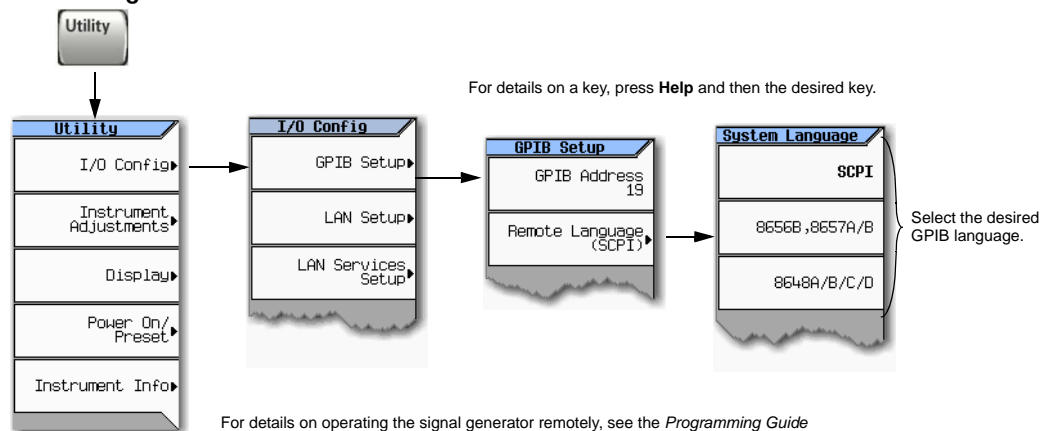 Utility
For details on a key, press Help and then the desired key.
Utility
I/O Config
Instrument
Adjustments
Display
Power On/
Preset
Instrument Info
I/O Config
GPIB Setup
LAN Setup
LAN Services
Setup
GPIB Setup
GPIB Address
19
Remote Language
(SCPI)
System Language
SCPI
8656B,8657A/B
8648A/B/C/D
Select the desired
GPIB language.
For details on operating the signal generator remotely, see the Programming Guide